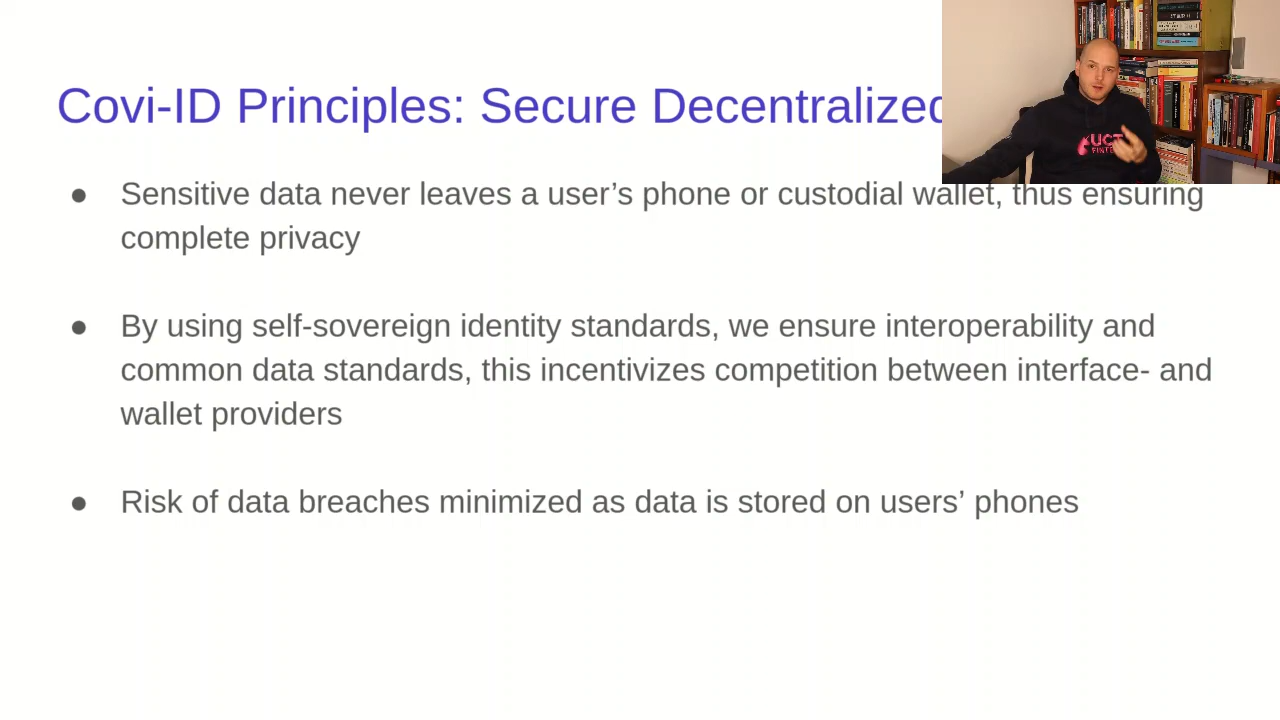 Covi-ID Principles: Secure Decentralized
● Sensitive data never leaves a user’s phone or custodial wallet, thus ensuring
complete privacy
● By using self-sovereign identity standards, we ensure interoperability and
common data standards, this incentivizes competition between interface- and
wallet providers
● Risk of data breaches minimized as data is stored on users’ phones
UCT